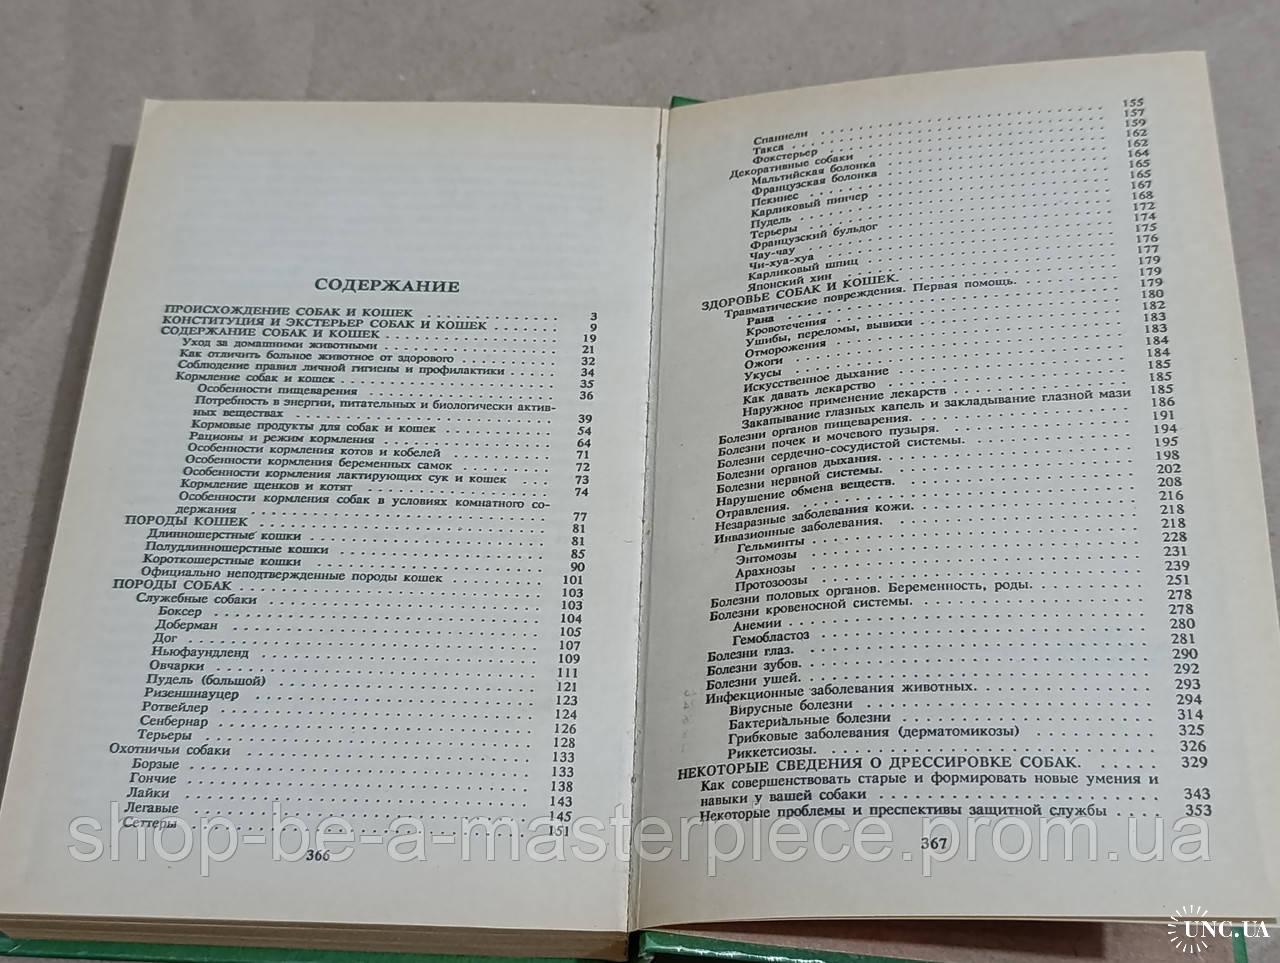 СОДЕРЖАНИЕ
ПРОИСХОЖДЕНИЕ СОБАК И КОШЕК 3
КОНСТИТУЦИЯ И ЭКСТЕРЬЕР СОБАК И КОШЕК 9
СОДЕРЖАНИЕ СОБАК И КОШЕК 19
Уход за домашними животными 21
Как отличить больное животное от здорового 32
Соблюдение правил личной гигиены и профилактики 34
Кормление собак и кошек 35
Особенности пищеварения 36
Потребность в энергии, питательных и биологически актив-
ных веществах 39
Кормовые продукты для собак и кошек 54
Рационы и режим кормления 64
Особенности кормления котов и кобелей 71
Особенности кормления беременных самок 72
Особенности кормления лактирующих сук и кошек 73
Кормление щенков и котят 74
Особенности кормления собак в условиях комнатного со-
держания 77
ПОРОДЫ КОШЕК 81
Длинношерстные кошки 81
Полудлинношерстные кошки 85
Короткошерстные кошки 90
Официально неподтвержденные породы кошек 101
ПОРОДЫ СОБАК 103
Служебные собаки 103
Боксер 104
Доберман 105
Дог 107
Ньюфаундленд 109
Овчарки 111
Пудель (большой) 121
Ризеншнауцер 123
Ротвейлер 124
Сенбернар 126
Терьеры 128
Охотничьи собаки 133
Борзые 133
Гончие 138
Лайки 143
Легавые 145
Сеттеры 151
366
Спаниели 155
Такса 157
Фокстерьер 159
Декоративные собаки 162
Мальтийская болонка 162
Французская болонка 164
Пекинес 165
Карликовый пинчер 165
Пудель 167
Терьеры 168
Французский бульдог 172
Чау-чау 174
Чи-хуа-хуа 175
Карликовый шпиц 176
Японский хин 177
ЗДОРОВЬЕ СОБАК И КОШЕК. 179
Травматические повреждения. Первая помощь. 179
Рана 179
Кровотечения 180
Ушибы, переломы, вывихи 182
Отморожения 183
Ожоги 183
Укусы 184
Искусственное дыхание 184
Как давать лекарство 185
Наружное применение лекарств 185
Закапывание глазных капель и закладывание глазной мази 185
Болезни органов пищеварения. 186
Болезни почек и мочевого пузыря. 191
Болезни сердечно-сосудистой системы. 194
Болезни органов дыхания. 195
Болезни нервной системы. 198
Нарушение обмена веществ. 202
Отравления. 208
Незаразные заболевания кожи. 216
Инвазионные заболевания. 218
Гельминты 218
Энтомозы 228
Арахнозы 231
Протозоозы 239
Болезни половых органов. Беременность, роды. 251
Болезни кровеносной системы. 278
Анемии 278
Гемобластоз 280
Болезни глаз. 281
Болезни зубов. 290
Болезни ушей. 292
Инфекционные заболевания животных. 293
Вирусные болезни 294
Бактериальные болезни 314
Грибковые заболевания (дерматомикозы) 325
Риккетсиозы. 326
НЕКОТОРЫЕ СВЕДЕНИЯ О ДРЕССИРОВКЕ СОБАК. 329
Как совершенствовать старые и формировать новые умения и
навыки у вашей собаки 343
Некоторые проблемы и преспективы защитной службы 353
367
shop-be-a-masterpiece.prom.ua
UNC.UA